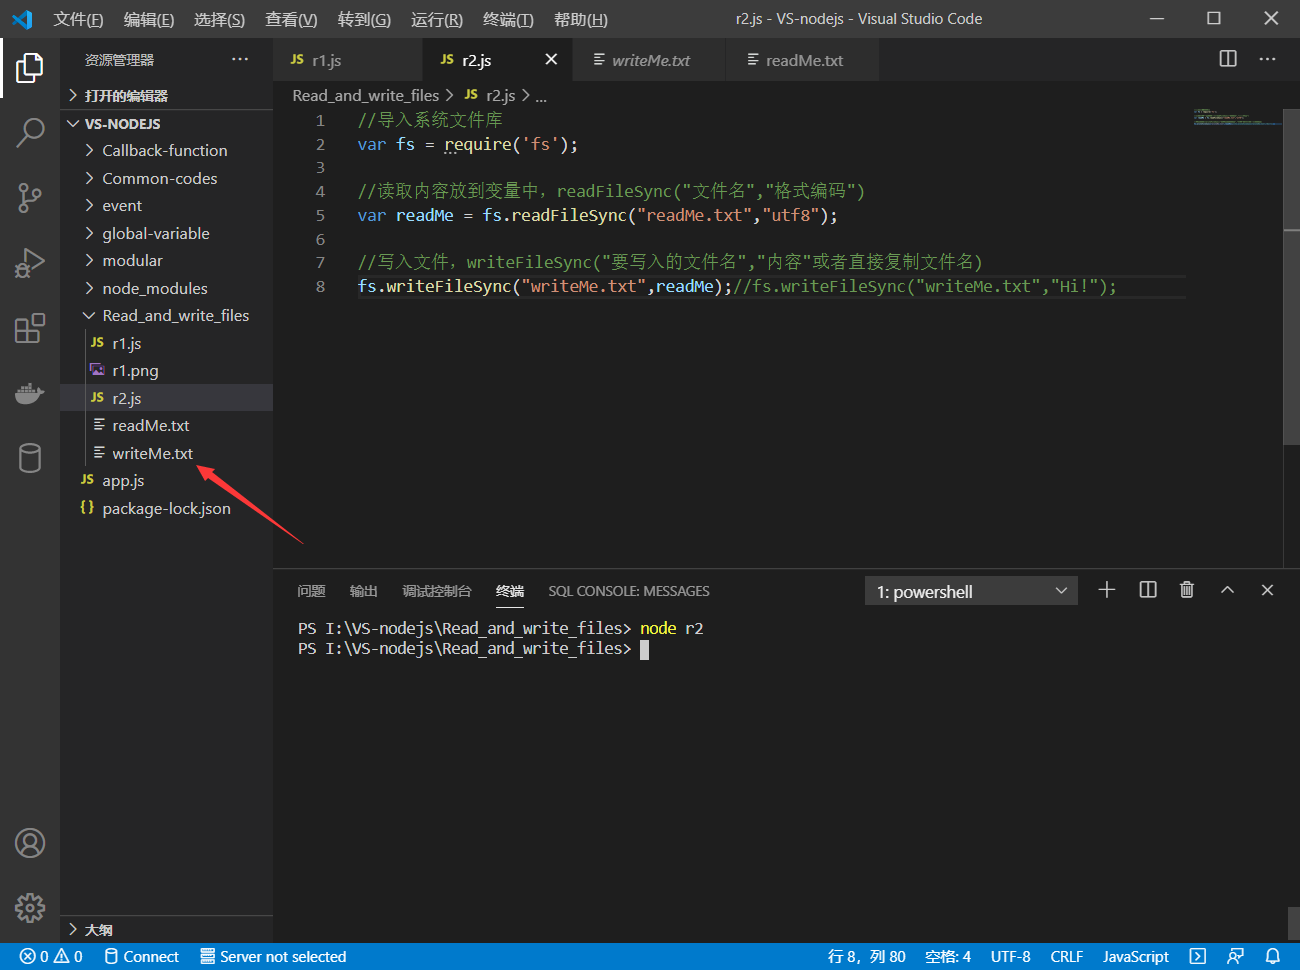 文件(F) 编辑(E) 选择(S) 查看(V) 转到(G) 运行(R) 终端(T) 帮助(H) r2.js - VS-nodejs - Visual Studio Code
资源管理器 ···
JS r1.js JS r2.js writeMe.txt readMe.txt ···
打开的编辑器
VS-NODEJS
Callback-function
Common-codes
event
global-variable
modular
node_modules
Read_and_write_files
JS r1.js
r1.png
JS r2.js
readMe.txt
writeMe.txt
JS app.js
{} package-lock.json
大纲
Read_and_write_files > JS r2.js > ...
1 //导入系统文件库
2 var fs = require('fs');
3
4 //读取内容放到变量中，readFileSync("文件名","格式编码")
5 var readMe = fs.readFileSync("readMe.txt","utf8");
6
7 //写入文件，writeFileSync("要写入的文件名","内容"或者直接复制文件名)
8 fs.writeFileSync("writeMe.txt",readMe);//fs.writeFileSync("writeMe.txt","Hi!");
问题 输出 调试控制台 终端 SQL CONSOLE: MESSAGES 1: powershell
PS I:\VS-nodejs\Read_and_write_files> node r2
PS I:\VS-nodejs\Read_and_write_files>
0 0 Connect Server not selected 行 8，列 80 空格: 4 UTF-8 CRLF JavaScript